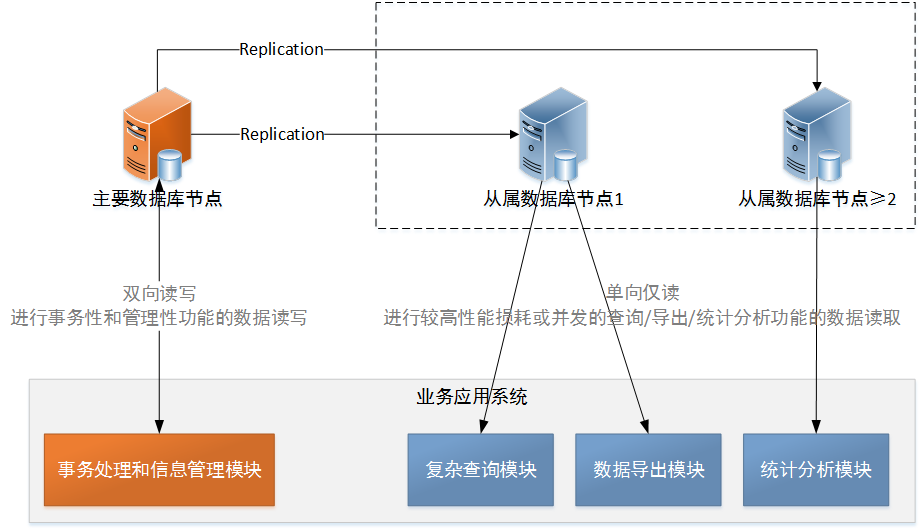 Replication
Replication
主要数据库节点
从属数据库节点1
从属数据库节点≥2
双向读写
进行事务性和管理性功能的数据读写
单向仅读
进行较高性能损耗或并发的查询/导出/统计分析功能的数据读取
业务应用系统
事务处理和信息管理模块
复杂查询模块
数据导出模块
统计分析模块